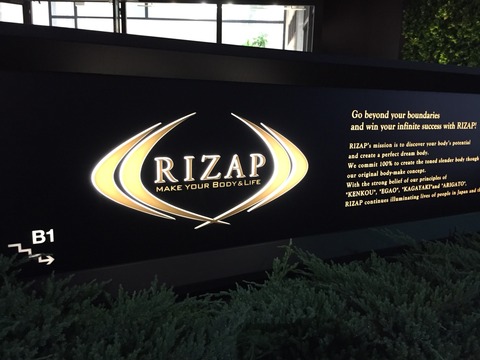 RIZAP
MAKE YOUR BODY&LIFE
Go beyond your boundaries
and win your infinite success with RIZAP!
RIZAP's mission is to discover your body's potential
and create a perfect dream body.
We commit 100% to create the toned slender body though
our original body-make concept.
With the strong belief of our principles of
"KENKOU", "EGAO", "KAGAYAKI"and "ARIGATO",
RIZAP continues illuminating lives of people in Japan and
B1